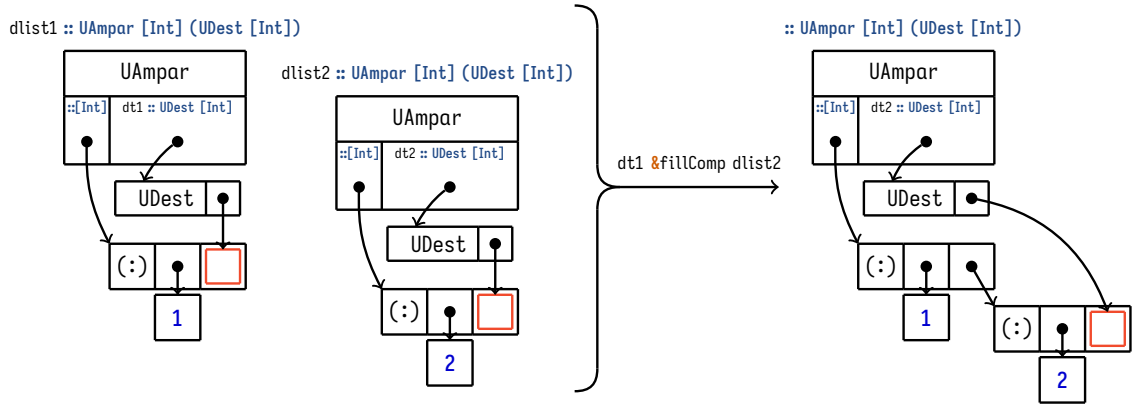 dlist1 :: UAmpar [Int] (UDest [Int])
UAmpar
::[Int]
dt1 :: UDest [Int]
UDest
(:)
1
dlist2 :: UAmpar [Int] (UDest [Int])
UAmpar
::[Int]
dt2 :: UDest [Int]
UDest
(:)
2
dt1 &fillComp dlist2
:: UAmpar [Int] (UDest [Int])
UAmpar
::[Int]
dt2 :: UDest [Int]
UDest
(:)
1
(:)
2